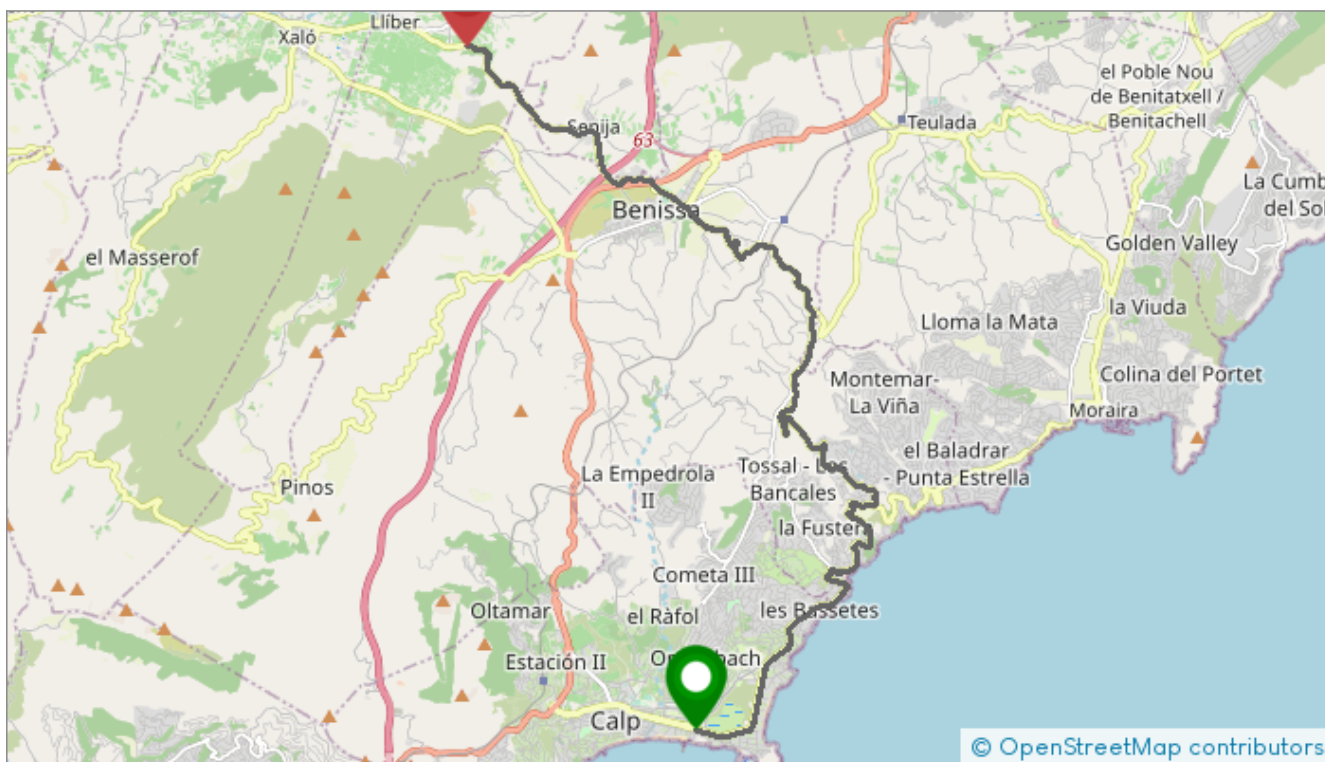 Llíber
Xaló
el Poble Nou
de Benitatxell /
Benitachell
Teulada
Senija
63
La Cumb
del Sol
Benissa
Golden Valley
el Masserof
la Viuda
Lloma la Mata
Colina del Portet
Montemar-
La Viña
Moraira
el Baladrar
- Punta Estrella
La Empedrola
II
Tossal - Los
Bancales
Pinos
la Fustera
Cometa III
Oltamar
el Ràfol
les Bassetes
Estación II
Calp
© OpenStreetMap contributors